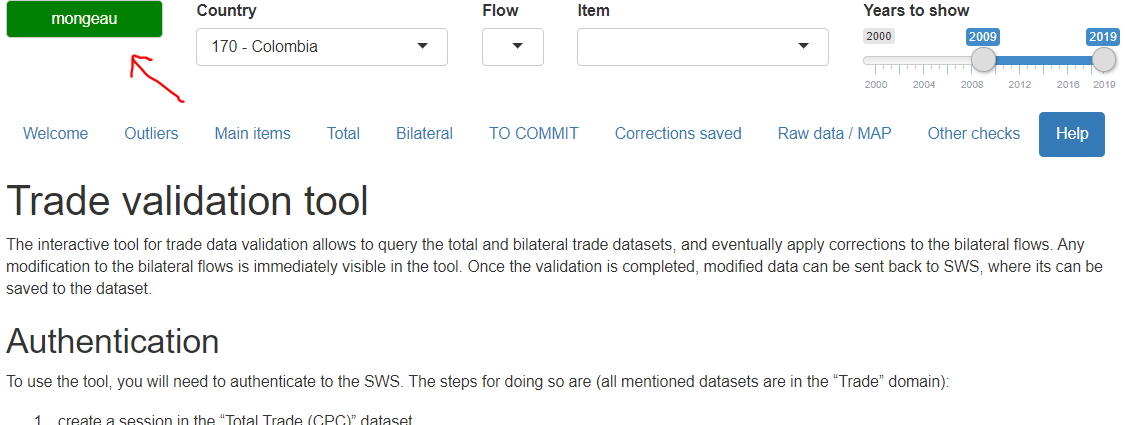 mongeau
Country
Flow
Item
Years to show
170 - Colombia
2000
2009
2019
2000 2004 2008 2012 2016 2019
Welcome Outliers Main items Total Bilateral TO COMMIT Corrections saved Raw data / MAP Other checks Help
Trade validation tool
The interactive tool for trade data validation allows to query the total and bilateral trade datasets, and eventually apply corrections to the bilateral flows. Any
modification to the bilateral flows is immediately visible in the tool. Once the validation is completed, modified data can be sent back to SWS, where its can be
saved to the dataset.
Authentication
To use the tool, you will need to authenticate to the SWS. The steps for doing so are (all mentioned datasets are in the “Trade” domain):
1. create a session in the “Total Trade (CPC)” dataset